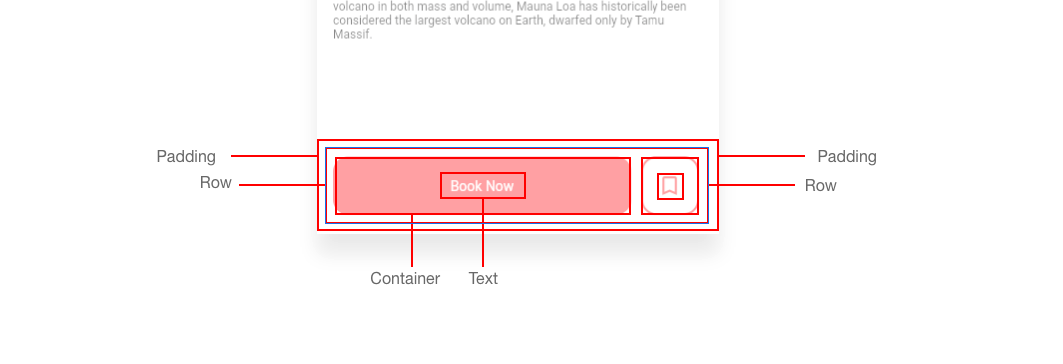 volcano in both mass and volume, Mauna Loa has historically been
considered the largest volcano on Earth, dwarfed only by Tamu
Massif.
Padding
Padding
Row
Book Now
Row
Container
Text